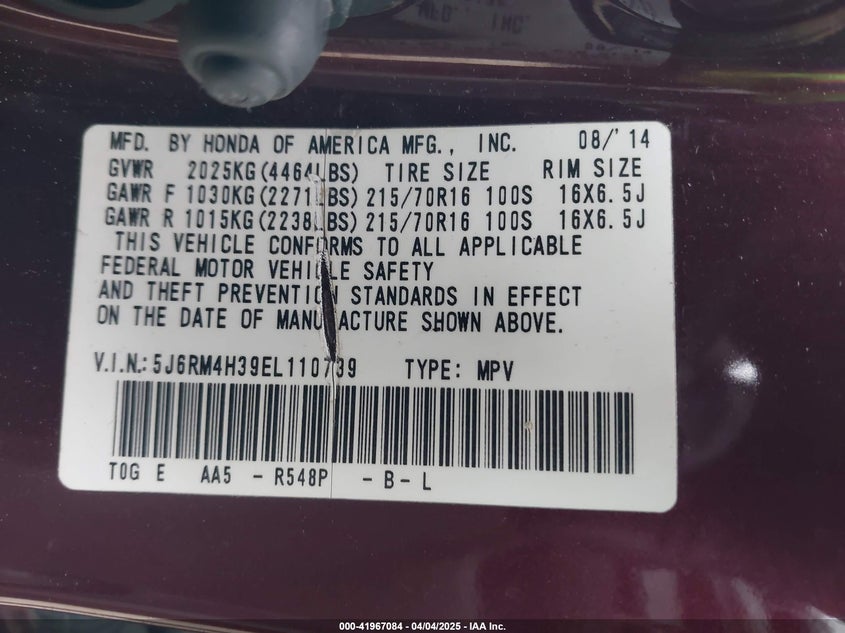 MFD. BY HONDA OF AMERICA MFG., INC. 08/'14
GVWR 2025KG(4464LBS) TIRE SIZE RIM SIZE
GAWR F 1030KG(2271LBS) 215/70R16 100S 16X6.5J
GAWR R 1015KG(2238LBS) 215/70R16 100S 16X6.5J
THIS VEHICLE CONFORMS TO ALL APPLICABLE
FEDERAL MOTOR VEHICLE SAFETY
AND THEFT PREVENTION STANDARDS IN EFFECT
ON THE DATE OF MANUFACTURE SHOWN ABOVE.
V.I.N.: 5J6RM4H39EL110739 TYPE: MPV
TOG E AA5 - R548P - B - L
000-41967084 - 04/04/2025 - IAA Inc.